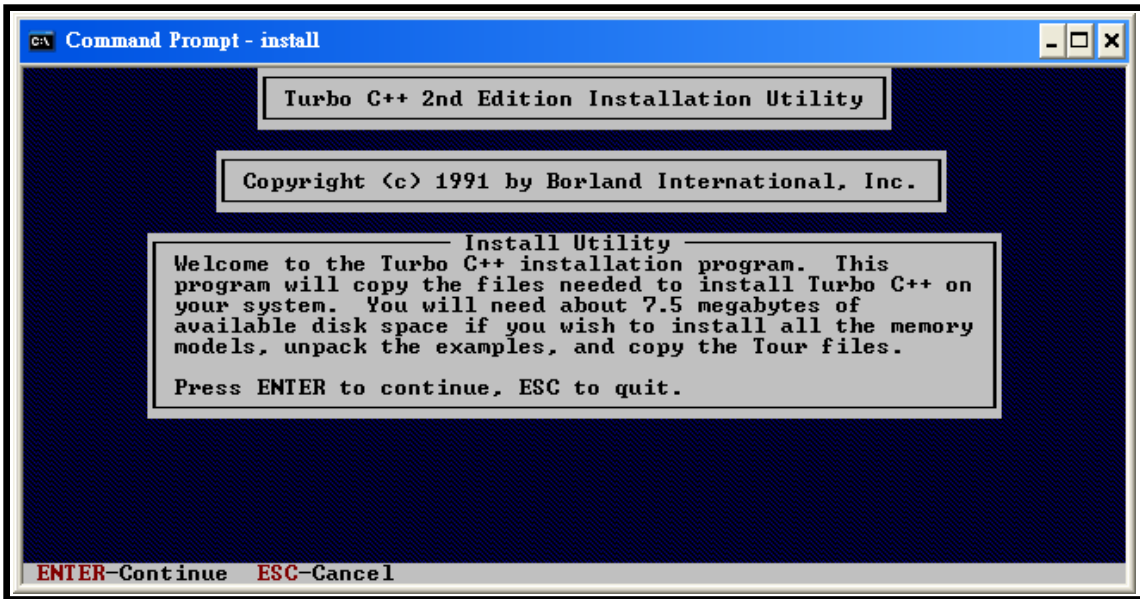 Command Prompt - install
Turbo C++ 2nd Edition Installation Utility
Copyright (c) 1991 by Borland International, Inc.
Install Utility
Welcome to the Turbo C++ installation program.  This
program will copy the files needed to install Turbo C++ on
your system.  You will need about 7.5 megabytes of
available disk space if you wish to install all the memory
models, unpack the examples, and copy the Tour files.
Press ENTER to continue, ESC to quit.
ENTER-Continue  ESC-Cancel